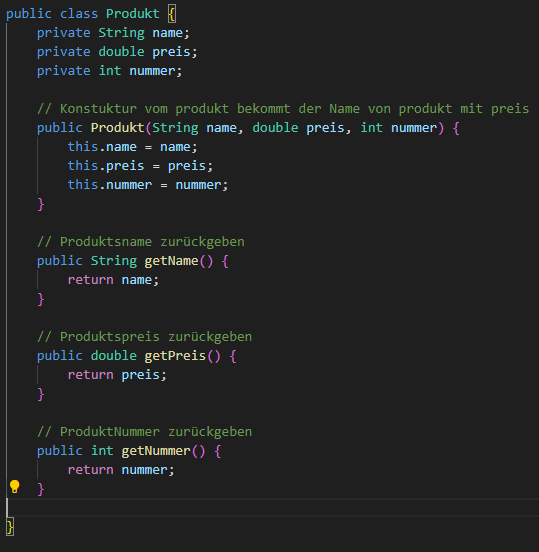 public class Produkt {
    private String name;
    private double preis;
    private int nummer;
    // Konstuktur vom produkt bekommt der Name von produkt mit preis
    public Produkt(String name, double preis, int nummer) {
        this.name = name;
        this.preis = preis;
        this.nummer = nummer;
    }
    // Produktsname zurückgeben
    public String getName() {
        return name;
    }
    // Produktspreis zurückgeben
    public double getPreis() {
        return preis;
    }
    // ProduktNummer zurückgeben
    public int getNummer() {
        return nummer;
    }
}